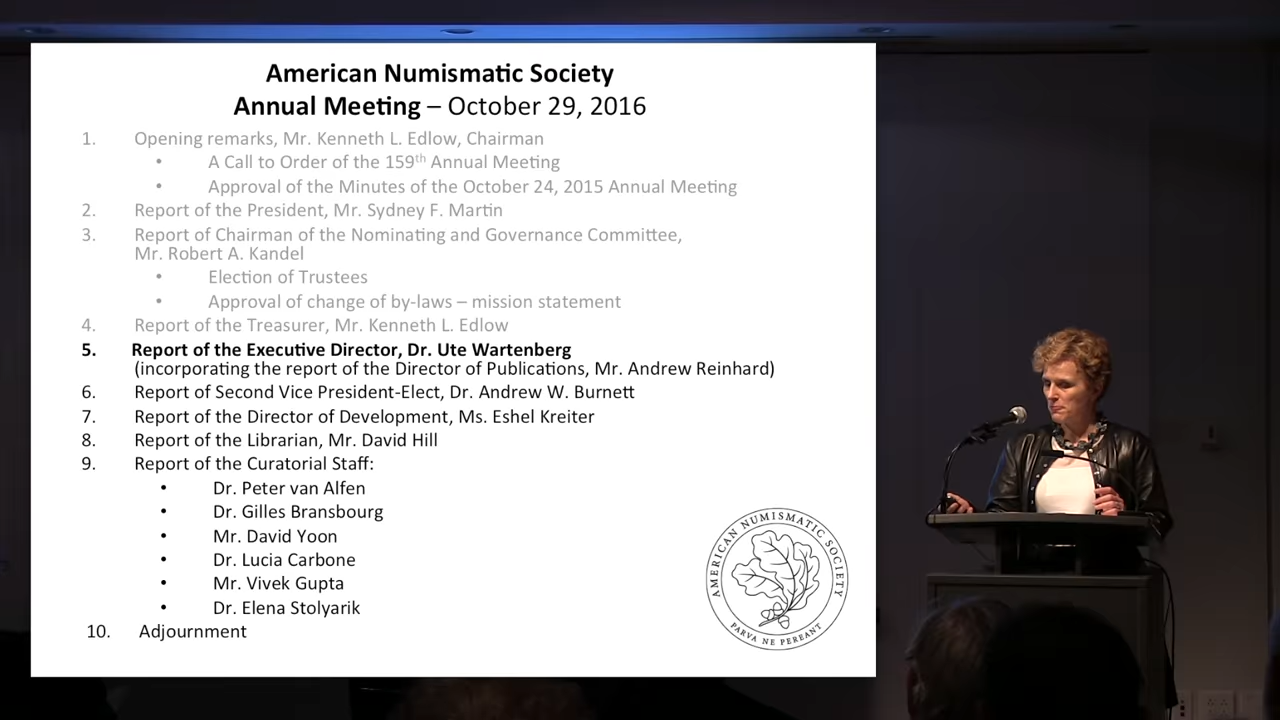 American Numismatic Society
Annual Meeting – October 29, 2016
1. Opening remarks, Mr. Kenneth L. Edlow, Chairman
• A Call to Order of the 159th Annual Meeting
• Approval of the Minutes of the October 24, 2015 Annual Meeting
2. Report of the President, Mr. Sydney F. Martin
3. Report of Chairman of the Nominating and Governance Committee,
Mr. Robert A. Kandel
• Election of Trustees
• Approval of change of by-laws – mission statement
4. Report of the Treasurer, Mr. Kenneth L. Edlow
5. Report of the Executive Director, Dr. Ute Wartenberg
(incorporating the report of the Director of Publications, Mr. Andrew Reinhard)
6. Report of Second Vice President-Elect, Dr. Andrew W. Burnett
7. Report of the Director of Development, Ms. Eshel Kreiter
8. Report of the Librarian, Mr. David Hill
9. Report of the Curatorial Staff:
• Dr. Peter van Alfen
• Dr. Gilles Bransbourg
• Mr. David Yoon
• Dr. Lucia Carbone
• Mr. Vivek Gupta
• Dr. Elena Stolyarik
10. Adjournment
AMERICAN NUMISMATIC SOCIETY
PARVA NE PEREANT